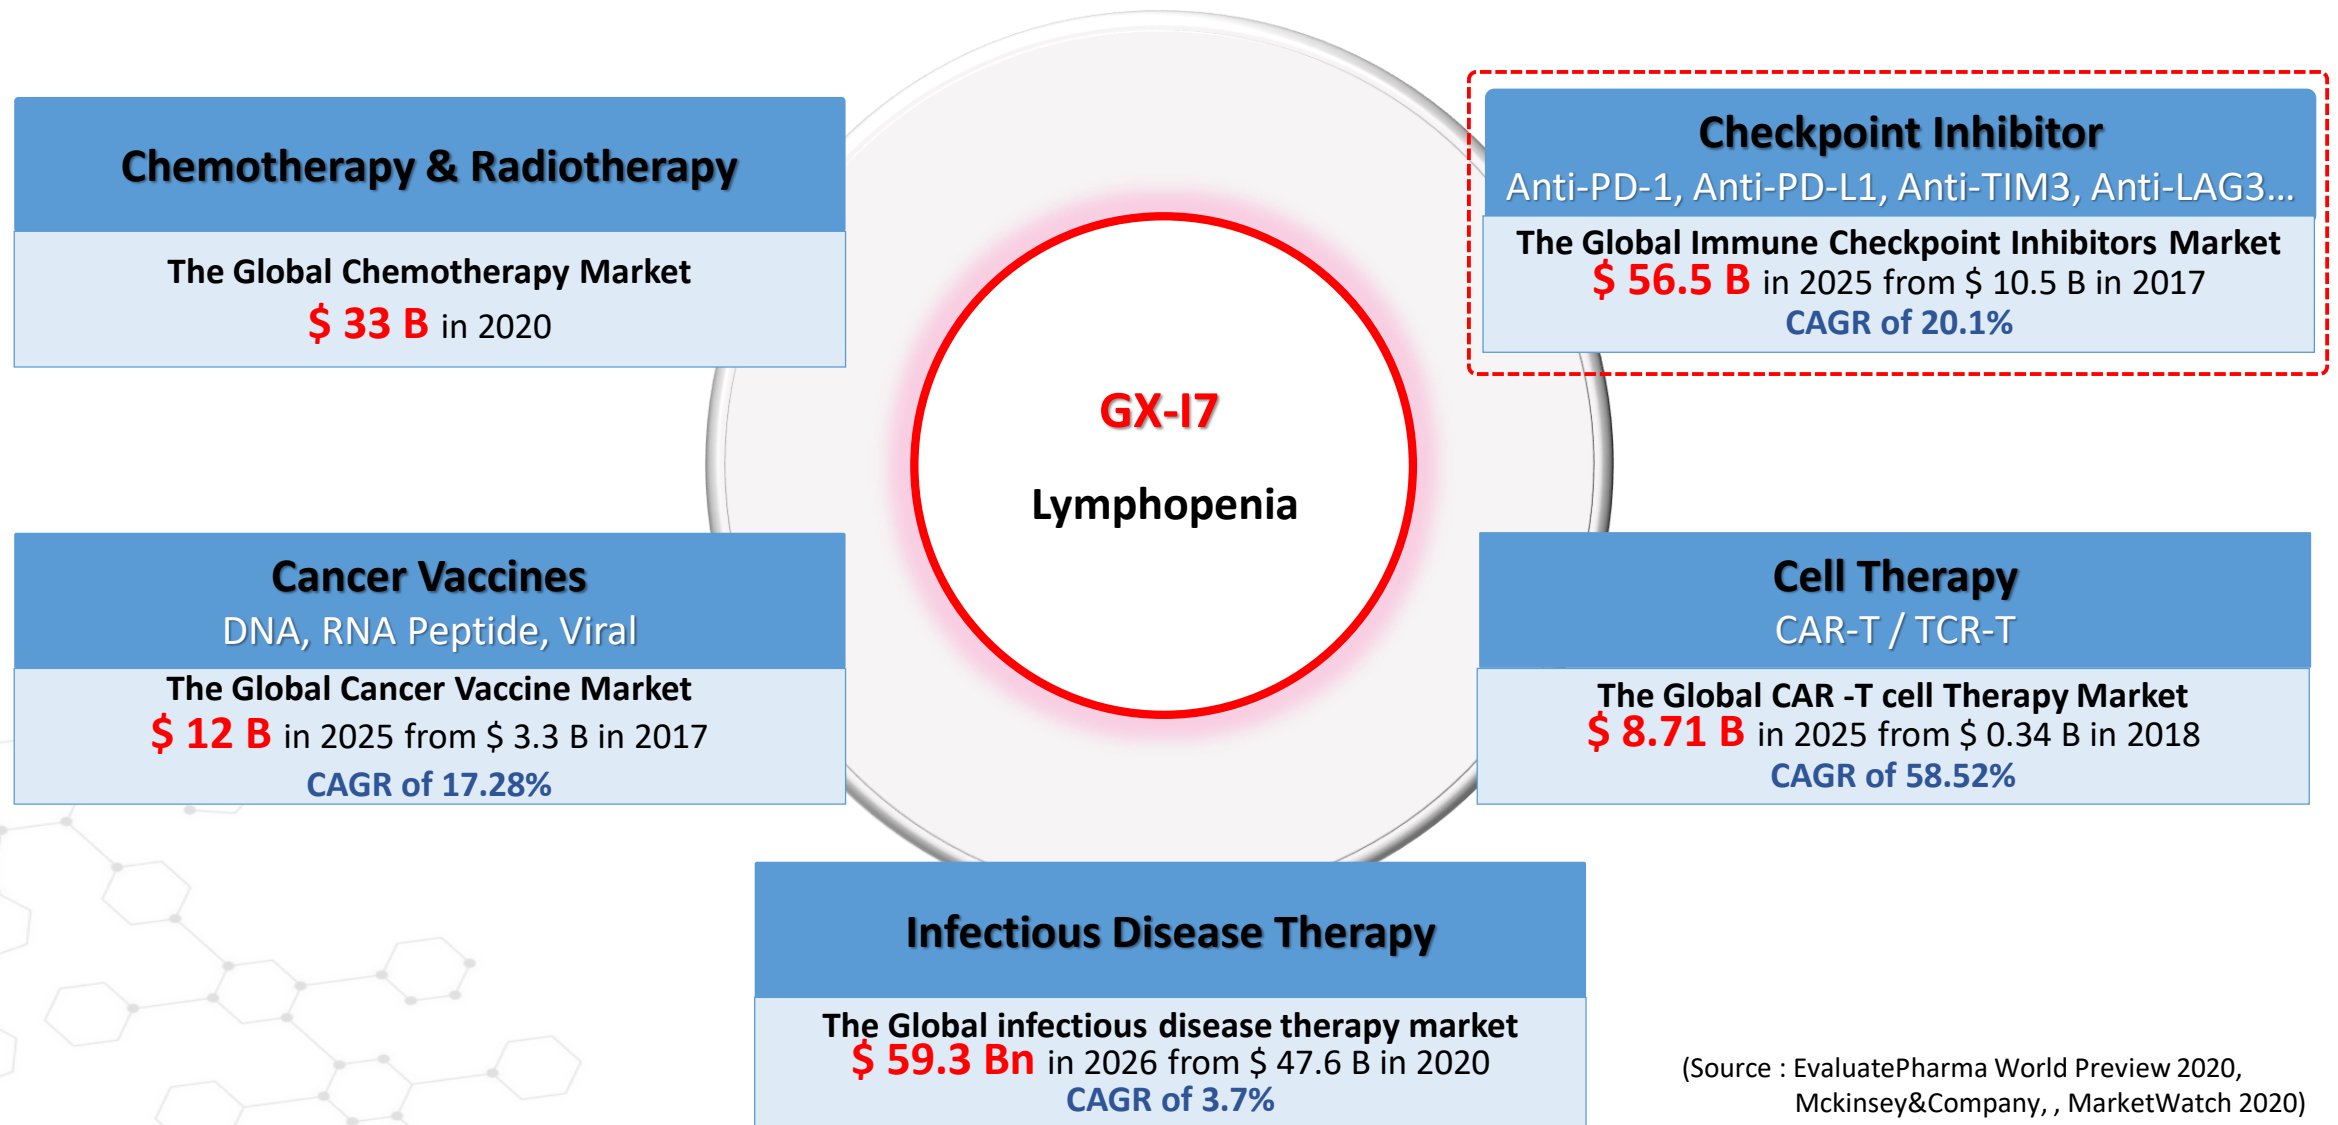 Chemotherapy & Radiotherapy
The Global Chemotherapy Market
$ 33 B in 2020
Checkpoint Inhibitor
Anti-PD-1, Anti-PD-L1, Anti-TIM3, Anti-LAG3...
The Global Immune Checkpoint Inhibitors Market
$ 56.5 B in 2025 from $ 10.5 B in 2017
CAGR of 20.1%
GX-I7
Lymphopenia
Cancer Vaccines
DNA, RNA Peptide, Viral
The Global Cancer Vaccine Market
$ 12 B in 2025 from $ 3.3 B in 2017
CAGR of 17.28%
Cell Therapy
CAR-T / TCR-T
The Global CAR -T cell Therapy Market
$ 8.71 B in 2025 from $ 0.34 B in 2018
CAGR of 58.52%
Infectious Disease Therapy
The Global infectious disease therapy market
$ 59.3 Bn in 2026 from $ 47.6 B in 2020
CAGR of 3.7%
(Source : EvaluatePharma World Preview 2020,
Mckinsey&Company, , MarketWatch 2020)